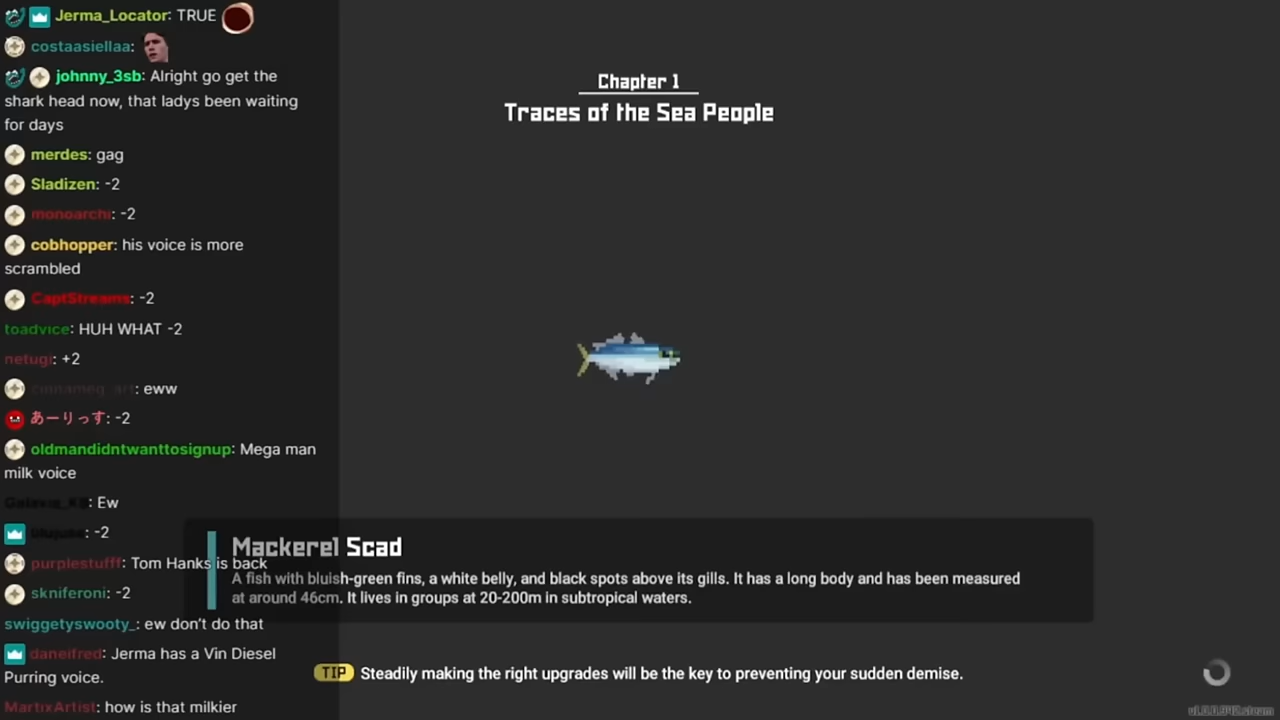 Jerma_Locator: TRUE
costaasiellaa:
johnny_3sb: Alright go get the
shark head now, that ladys been waiting
for days
merdes: gag
Sladizen: -2
monoarchi: -2
cobhopper: his voice is more
scrambled
CaptStreams: -2
toadvice: HUH WHAT -2
netugi: +2
: eww
あーりっす: -2
oldmandidntwanttosignup: Mega man
milk voice
: Ew
: -2
purplestufff: Tom Hanks is back
skniferoni: -2
swiggetyswooty_: ew don't do that
daneifred: Jerma has a Vin Diesel
Purring voice.
MartixArtist: how is that milkier
Chapter 1
Traces of the Sea People
Mackerel Scad
A fish with bluish-green fins, a white belly, and black spots above its gills. It has a long body and has been measured
at around 46cm. It lives in groups at 20-200m in subtropical waters.
TIP Steadily making the right upgrades will be the key to preventing your sudden demise.